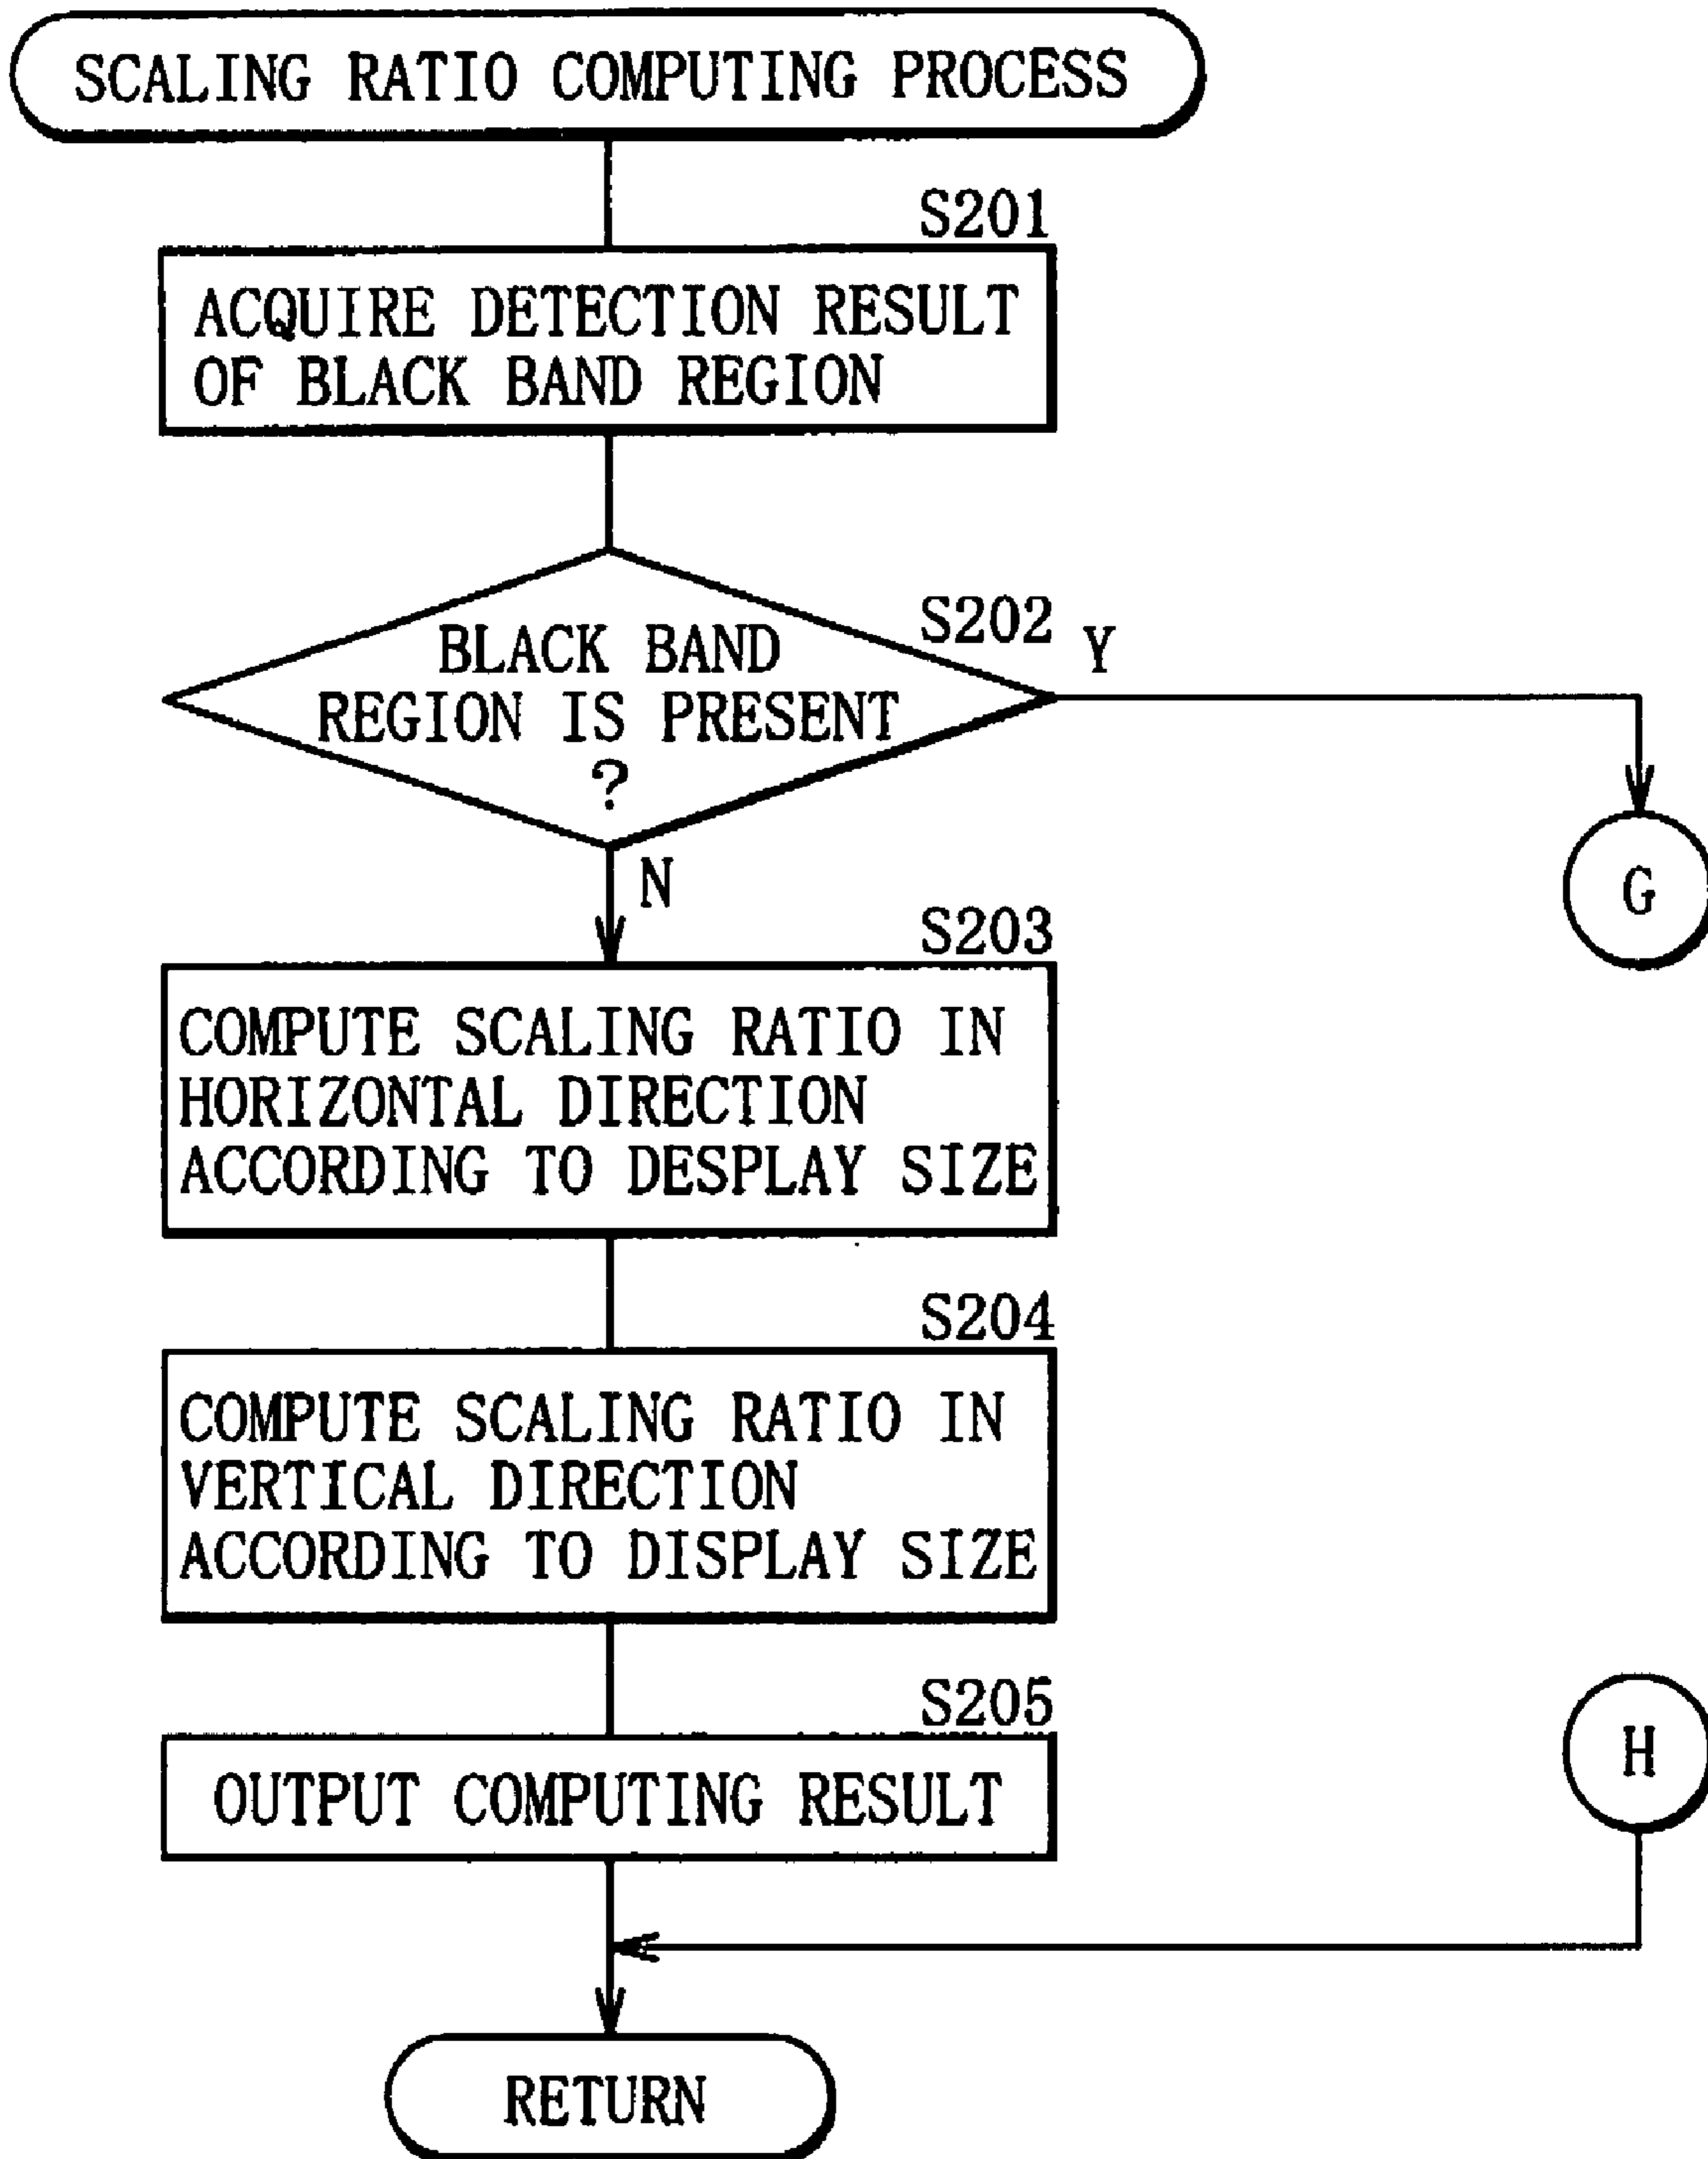 SCALING RATIO COMPUTING PROCESS
S201
ACQUIRE DETECTION RESULT
OF BLACK BAND REGION
S202
Y
BLACK BAND
REGION IS PRESENT
?
N
G
S203
COMPUTE SCALING RATIO IN
HORIZONTAL DIRECTION
ACCORDING TO DESPLAY SIZE
S204
COMPUTE SCALING RATIO IN
VERTICAL DIRECTION
ACCORDING TO DISPLAY SIZE
S205
OUTPUT COMPUTING RESULT
H
RETURN